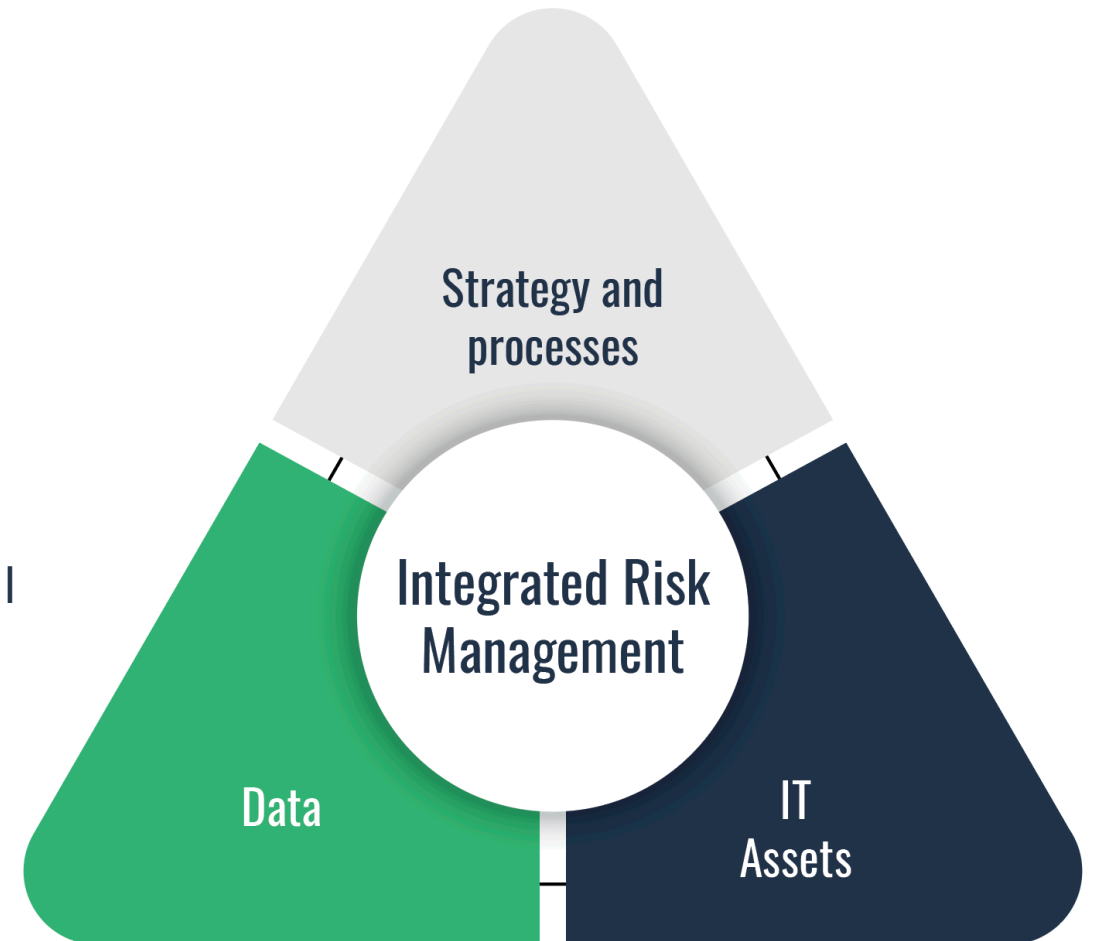 Strategy and
processes
Integrated Risk
Management
Data
IT
Assets